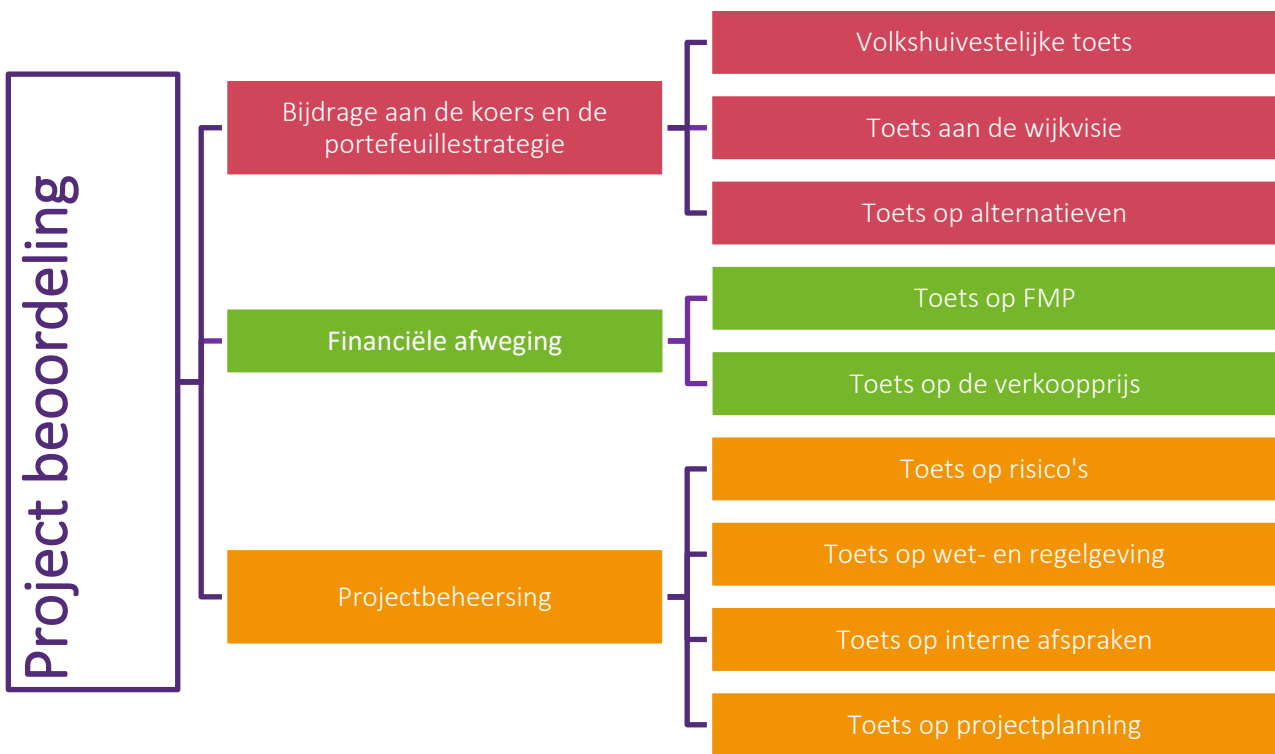 Project beoordeling
Bijdrage aan de koers en de
portefeuillestrategie
Volkshuivestelijke toets
Toets aan de wijkvisie
Toets op alternatieven
Financiële afweging
Toets op FMP
Toets op de verkoopprijs
Projectbeheersing
Toets op risico's
Toets op wet- en regelgeving
Toets op interne afspraken
Toets op projectplanning